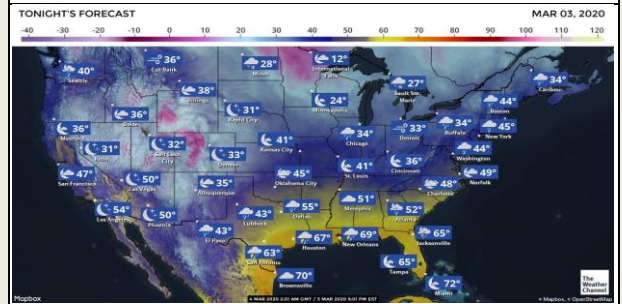 TONIGHT'S FORECAST
MAR 03, 2020
-40 -30 -20 -10 0 10 20 30 40 50 60 70 80 90 100 110 120
40° Seattle
36° Cut Bank
28° Minot
12° International Falls
27° Sault Ste. Marie
34° Caribou
38° Billings
24° Minneapolis
44° Boston
36° Boise
31° Rapid City
34° Buffalo
45° New York
36° Medford
33° Detroit
34° Chicago
41° Kansas City
44° Washington
31° Reno
32° Salt Lake City
33° Denver
36° Cincinnati
41° St. Louis
47° San Francisco
50° Las Vegas
35° Albuquerque
45° Oklahoma City
49° Norfolk
48° Charlotte
54° Los Angeles
50° Phoenix
43° Lubbock
55° Dallas
51° Memphis
52° Atlanta
43° El Paso
67° Houston
69° New Orleans
65° Jacksonville
63° San Antonio
70° Brownsville
65° Tampa
72° Miami
The Weather Channel
Mapbox
4 MAR 2020 2:01 AM GMT / 3 MAR 2020 9:01 PM EST
© Mapbox, © OpenStreetMap